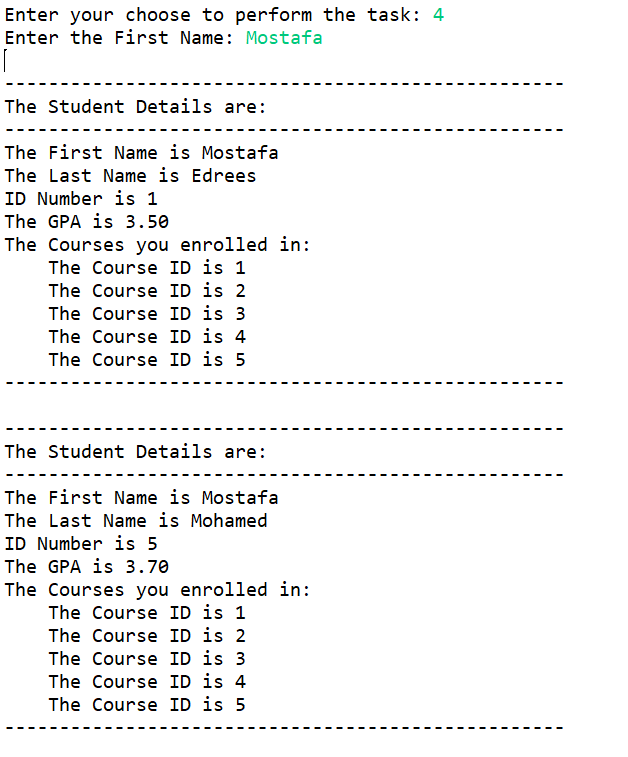 Enter your choose to perform the task: 4
Enter the First Name: Mostafa
---------------------------------------------------
The Student Details are:
---------------------------------------------------
The First Name is Mostafa
The Last Name is Edrees
ID Number is 1
The GPA is 3.50
The Courses you enrolled in:
    The Course ID is 1
    The Course ID is 2
    The Course ID is 3
    The Course ID is 4
    The Course ID is 5
---------------------------------------------------
---------------------------------------------------
The Student Details are:
---------------------------------------------------
The First Name is Mostafa
The Last Name is Mohamed
ID Number is 5
The GPA is 3.70
The Courses you enrolled in:
    The Course ID is 1
    The Course ID is 2
    The Course ID is 3
    The Course ID is 4
    The Course ID is 5
---------------------------------------------------